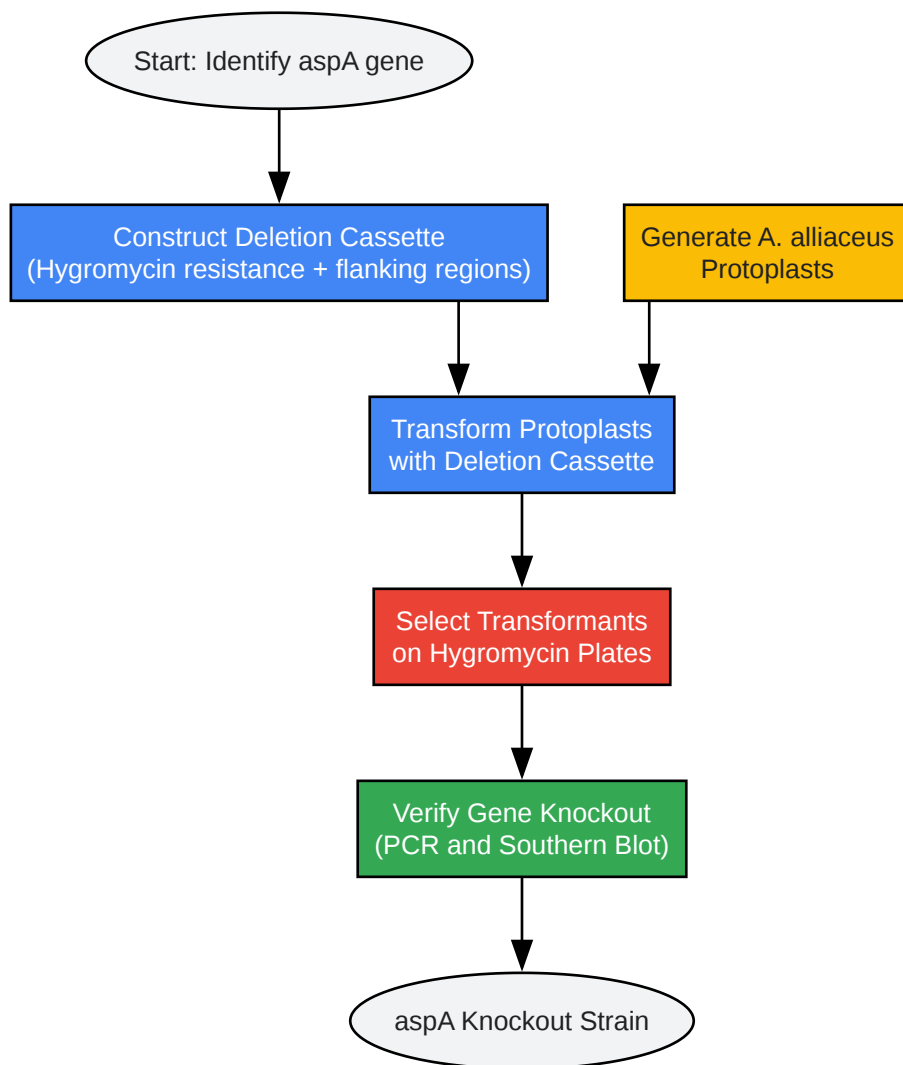 Start: Identify aspA gene
Construct Deletion Cassette
(Hygromycin resistance + flanking regions)
Generate A. alliaceus
Protoplasts
Transform Protoplasts
with Deletion Cassette
Select Transformants
on Hygromycin Plates
Verify Gene Knockout
(PCR and Southern Blot)
aspA Knockout Strain